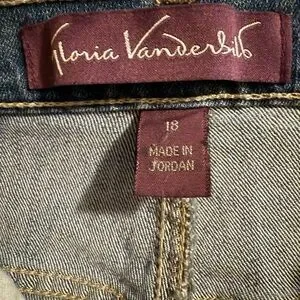 Gloria Vanderbilt
18
MADE IN
JORDAN